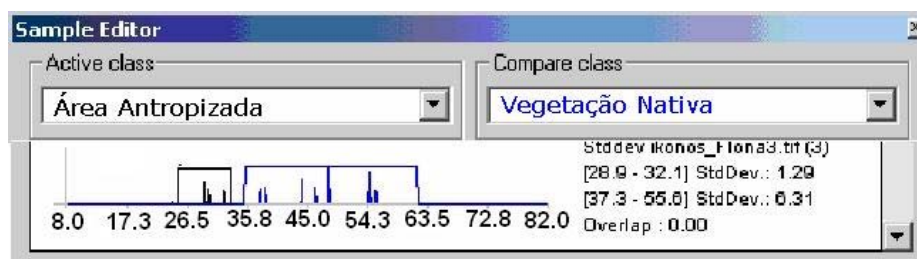 Sample Editor
Active class
Compare class
Área Antropizada
Vegetação Nativa
Stddev ikonos_Flona3.tif (3)
[28.9 - 32.1] StdDev.: 1.29
[37.3 - 55.6] StdDev.: 6.31
Overlap : 0.00
8.0 17.3 26.5 35.8 45.0 54.3 63.5 72.8 82.0